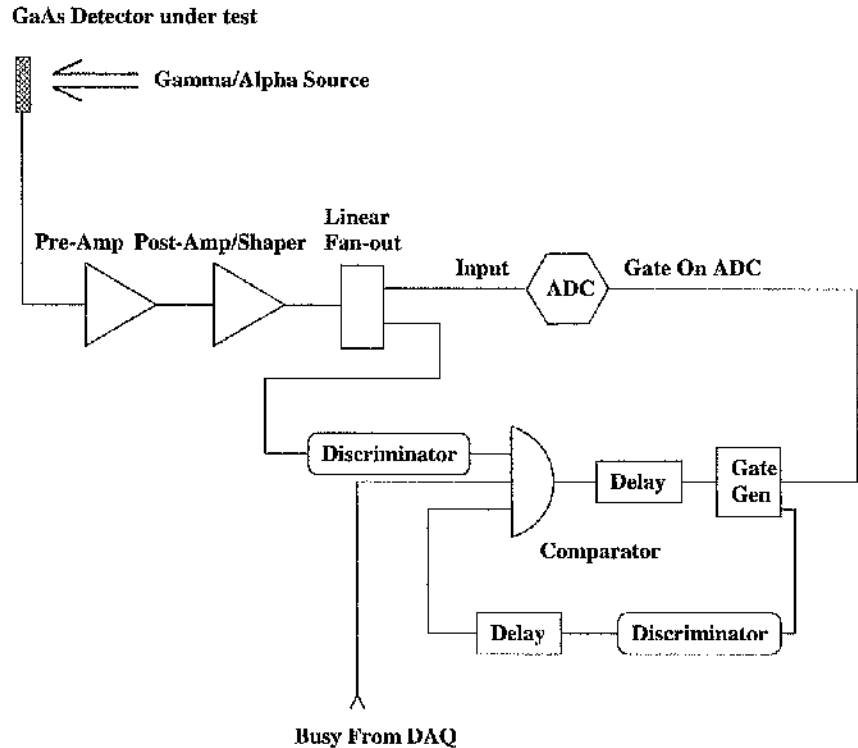 GaAs Detector under test
Gamma/Alpha Source
Linear
Fan-out
Pre-Amp
Post-Amp/Shaper
Input
ADC
Gate On ADC
Discriminator
Delay
Gate
Gen
Comparator
Delay
Discriminator
Busy From DAQ